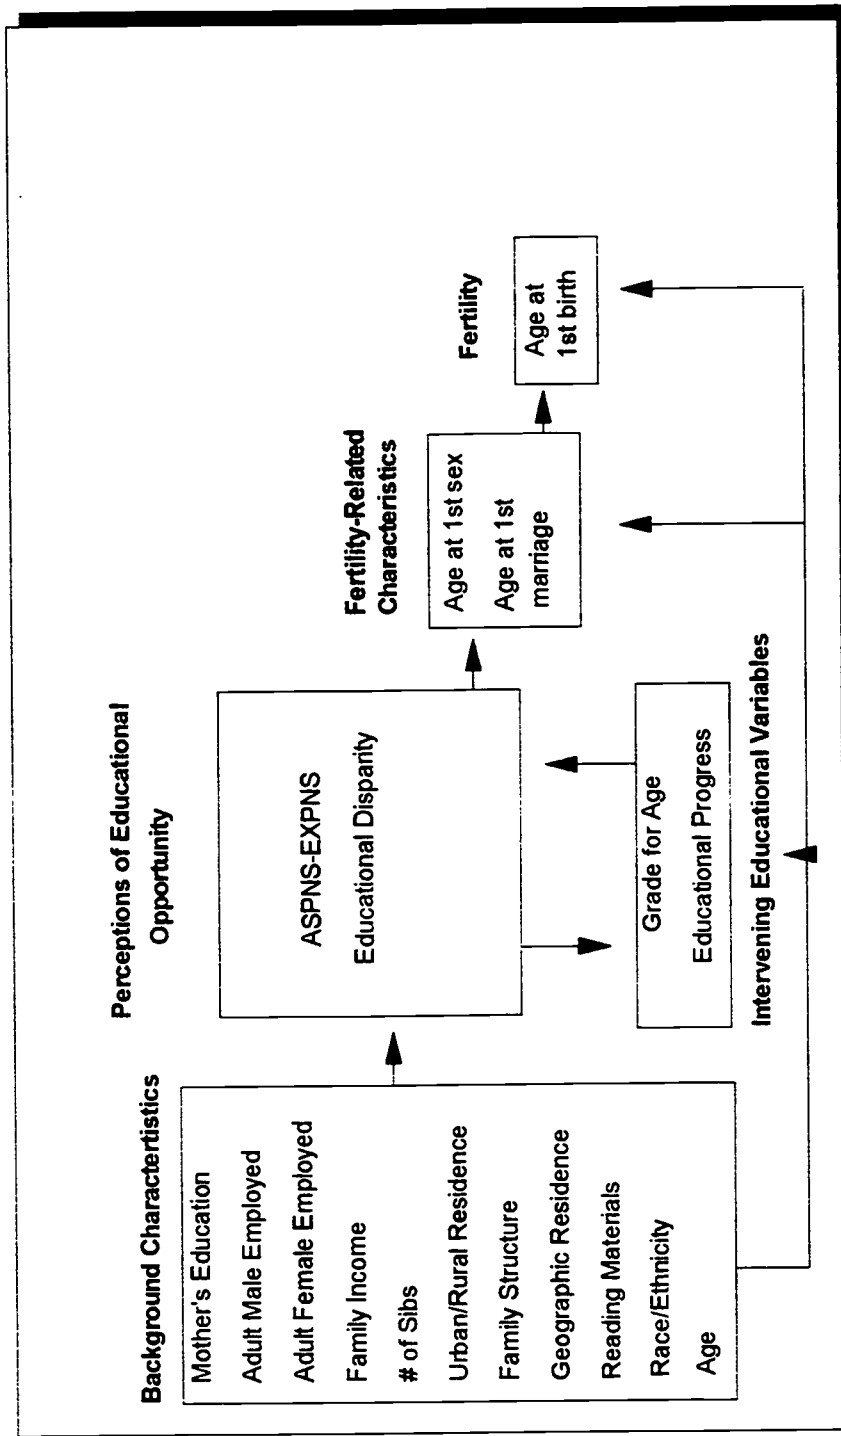 Background Charactertistics
Mother's Education
Adult Male Employed
Adult Female Employed
Family Income
# of Sibs
Urban/Rural Residence
Family Structure
Geographic Residence
Reading Materials
Race/Ethnicity
Age
Perceptions of Educational
Opportunity
ASPNS-EXPNS
Educational Disparity
Grade for Age
Educational Progress
Intervening Educational Variables
Fertility-Related
Characteristics
Age at 1st sex
Age at 1st
marriage
Fertility
Age at
1st birth